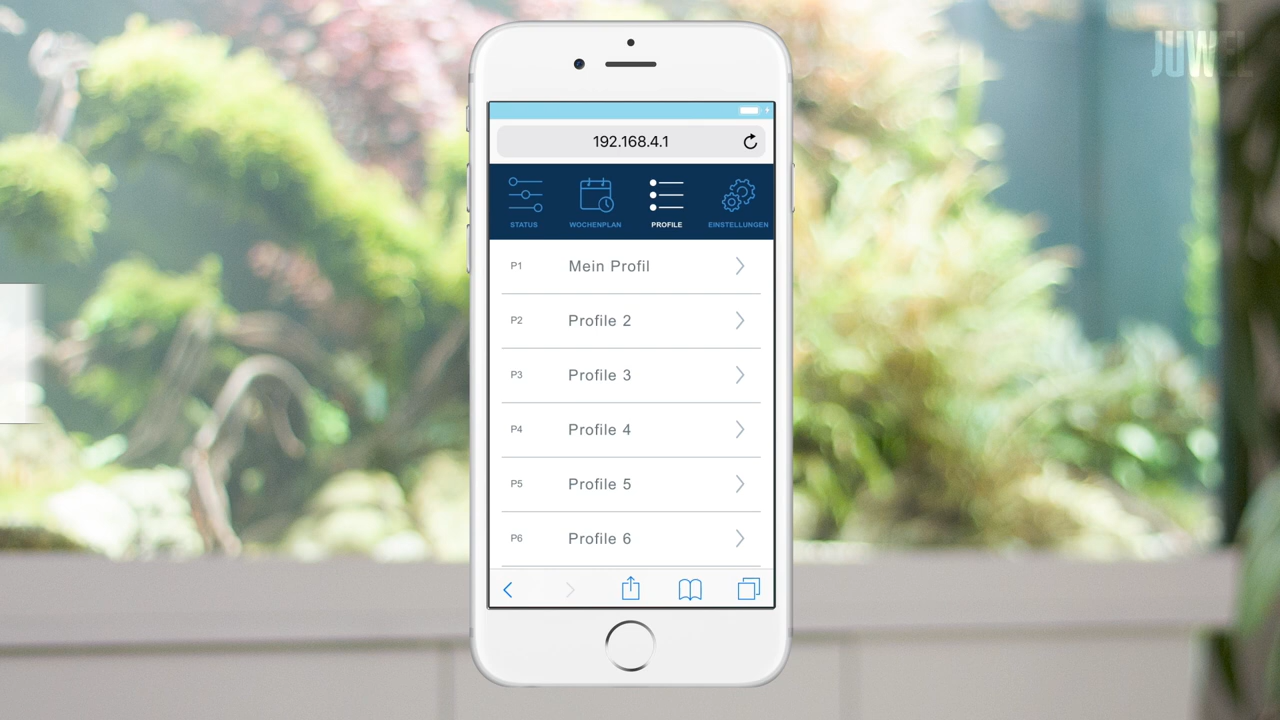 JUWEL
192.168.4.1
STATUS WOCHENPLAN PROFILE EINSTELLUNGEN
P1 Mein Profil
P2 Profile 2
P3 Profile 3
P4 Profile 4
P5 Profile 5
P6 Profile 6